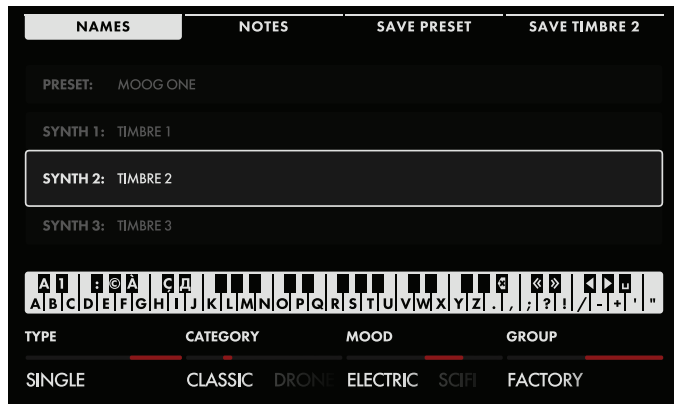 NAMES NOTES SAVE PRESET SAVE TIMBRE 2
PRESET: MOOG ONE
SYNTH 1: TIMBRE 1
SYNTH 2: TIMBRE 2
SYNTH 3: TIMBRE 3
A 1 : © À Ç Д « »
A B C D E F G H I J K L M N O P Q R S T U V W X Y Z . , ; ? ! / - + ' "
TYPE CATEGORY MOOD GROUP
SINGLE CLASSIC DRONE ELECTRIC SCIFI FACTORY